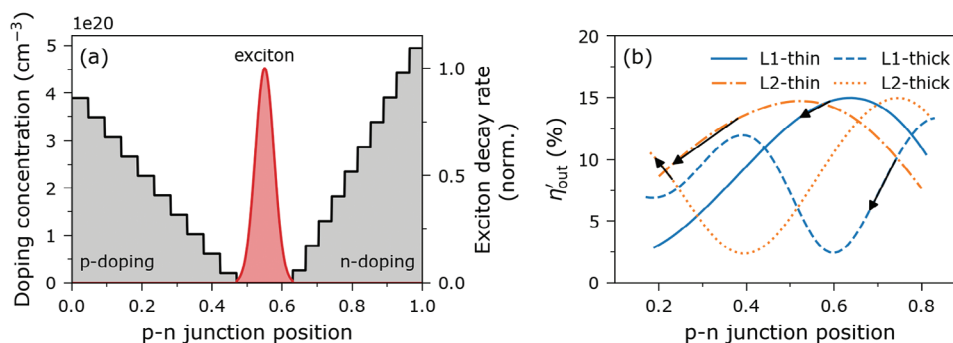 1e20
(a)
exciton
Doping concentration (cm⁻³)
5
4
3
2
1
0
p-doping
n-doping
0.0 0.2 0.4 0.6 0.8 1.0
p-n junction position
1.0
0.5
0.0
Exciton decay rate
(norm.)
(b)
L1-thin
L1-thick
L2-thin
L2-thick
η′out (%)
20
15
10
5
0
0.2 0.4 0.6 0.8
p-n junction position